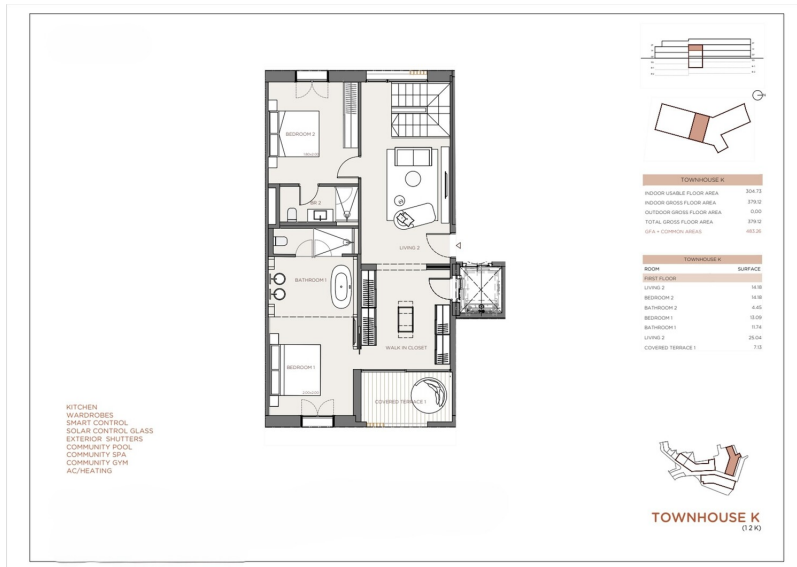 BEDROOM 2
BR 2
LIVING 2
BATHROOM 1
WALK IN CLOSET
BEDROOM 1
COVERED TERRACE 1
KITCHEN
WARDROBES
SMART CONTROL
SOLAR CONTROL GLASS
EXTERIOR SHUTTERS
COMMUNITY POOL
COMMUNITY SPA
COMMUNITY GYM
AC/HEATING
TOWNHOUSE K
INDOOR USABLE FLOOR AREA 304.73
INDOOR GROSS FLOOR AREA 379.12
OUTDOOR GROSS FLOOR AREA 0.00
TOTAL GROSS FLOOR AREA 379.12
GFA + COMMON AREAS 493.26
TOWNHOUSE K
ROOM SURFACE
FIRST FLOOR
LIVING 2 14.18
BEDROOM 2 14.18
BATHROOM 2 4.45
BEDROOM 1 13.09
BATHROOM 1 11.74
LIVING 2 25.04
COVERED TERRACE 1 7.13
TOWNHOUSE K
(1 2 K)